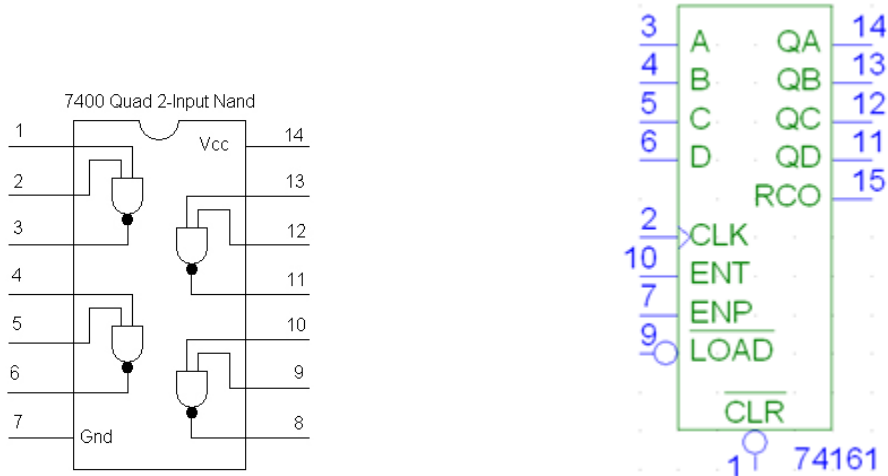 7400 Quad 2-Input Nand
1
Vcc
14
2
13
3
12
4
11
5
10
6
9
7
Gnd
8
3
A
QA
14
4
B
QB
13
5
C
QC
12
6
D
QD
11
RCO
15
2
CLK
10
ENT
7
ENP
9
LOAD
CLR
1
74161